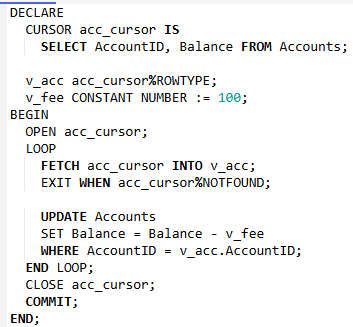 DECLARE
CURSOR acc_cursor IS
SELECT AccountID, Balance FROM Accounts;
v_acc acc_cursor%ROWTYPE;
v_fee CONSTANT NUMBER := 100;
BEGIN
OPEN acc_cursor;
LOOP
FETCH acc_cursor INTO v_acc;
EXIT WHEN acc_cursor%NOTFOUND;
UPDATE Accounts
SET Balance = Balance - v_fee
WHERE AccountID = v_acc.AccountID;
END LOOP;
CLOSE acc_cursor;
COMMIT;
END;